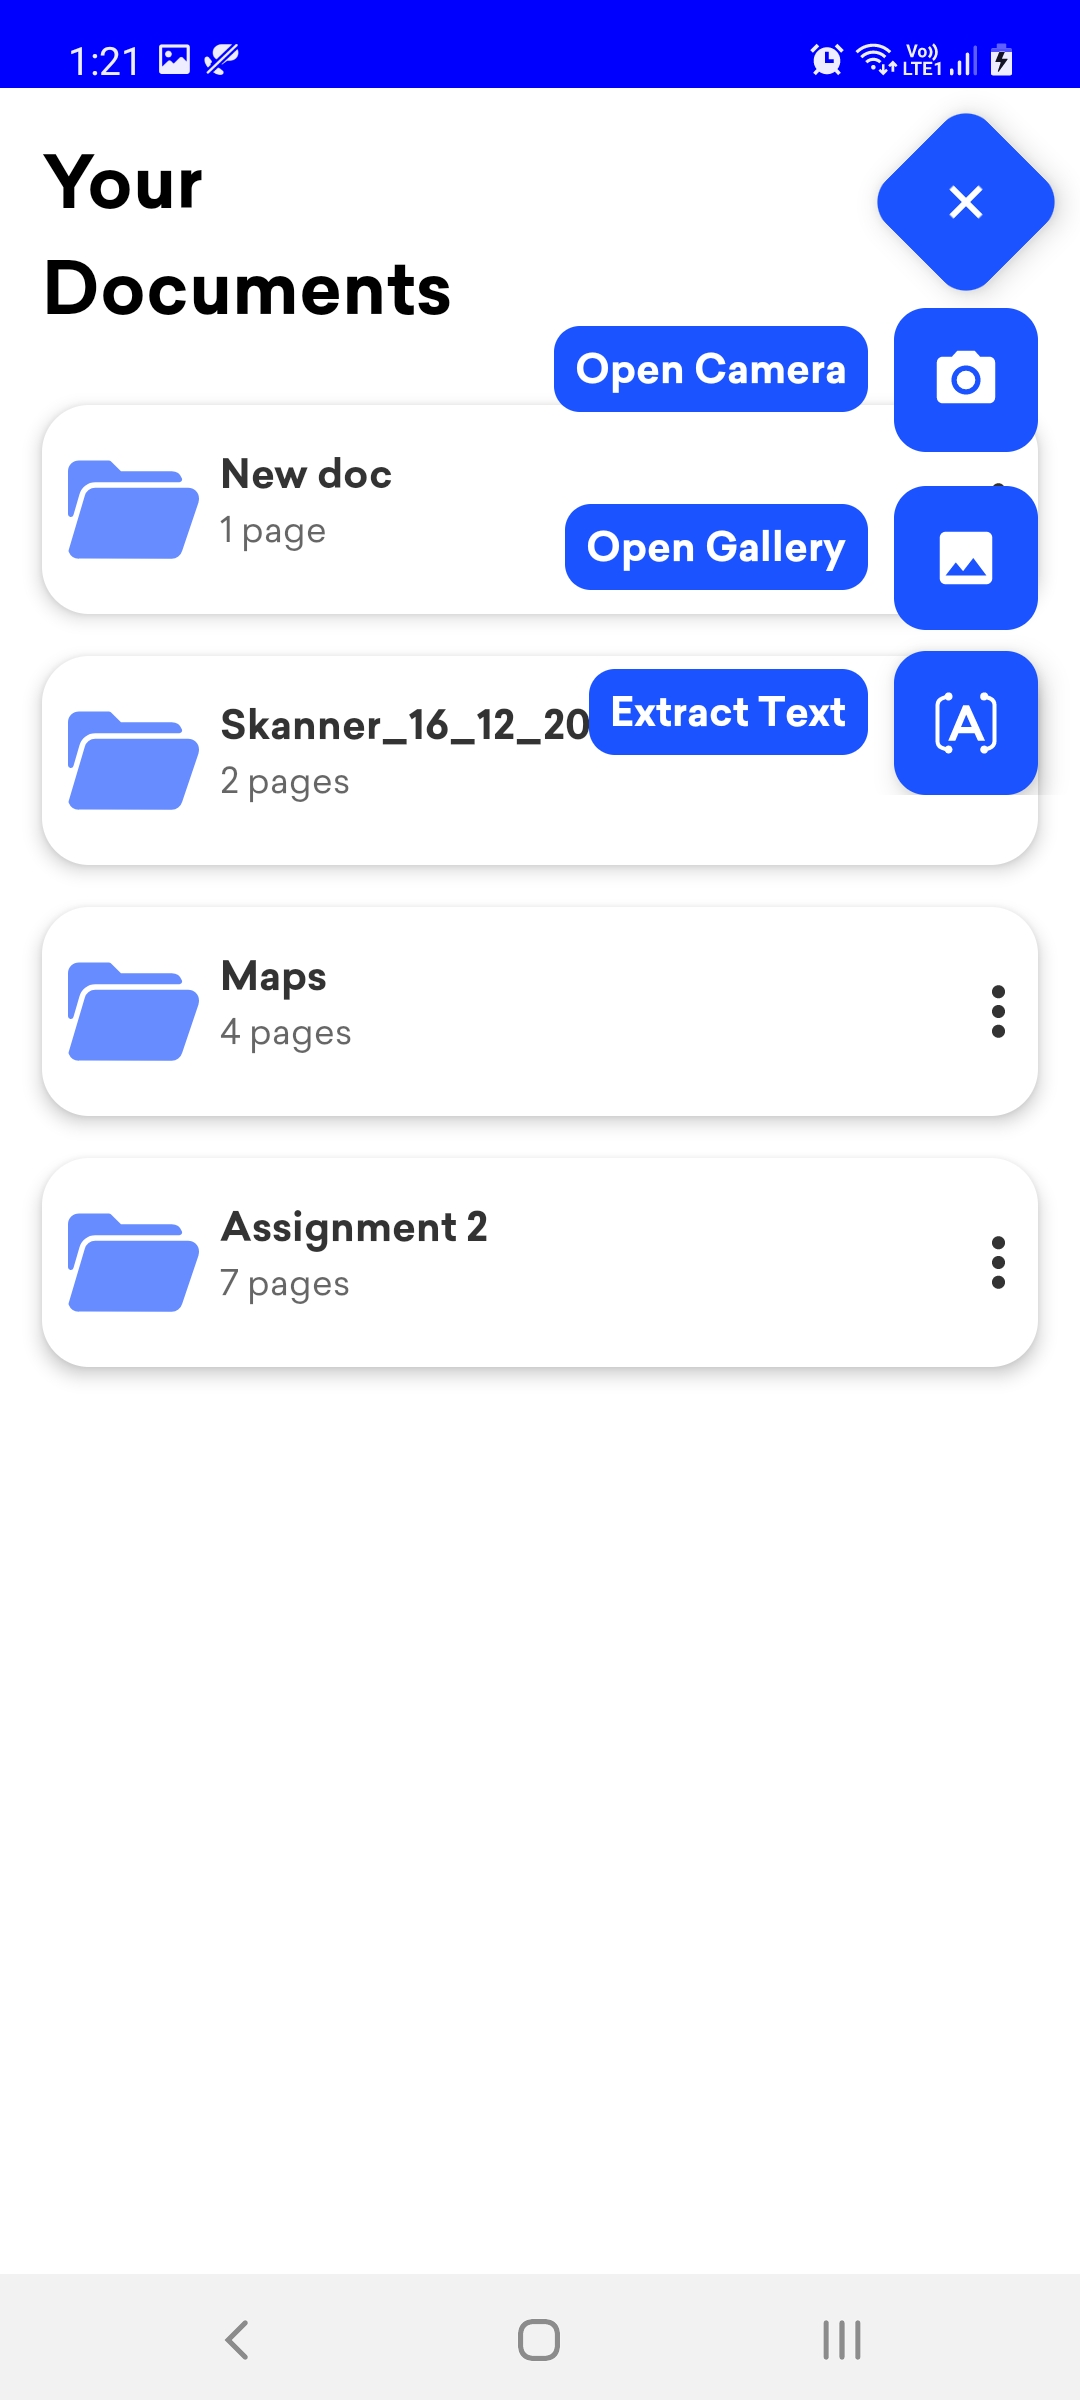 1:21
Vo))
LTE1
Your
Documents
Open Camera
New doc
1 page
Open Gallery
Skanner_16_12_20
Extract Text
2 pages
Maps
4 pages
Assignment 2
7 pages